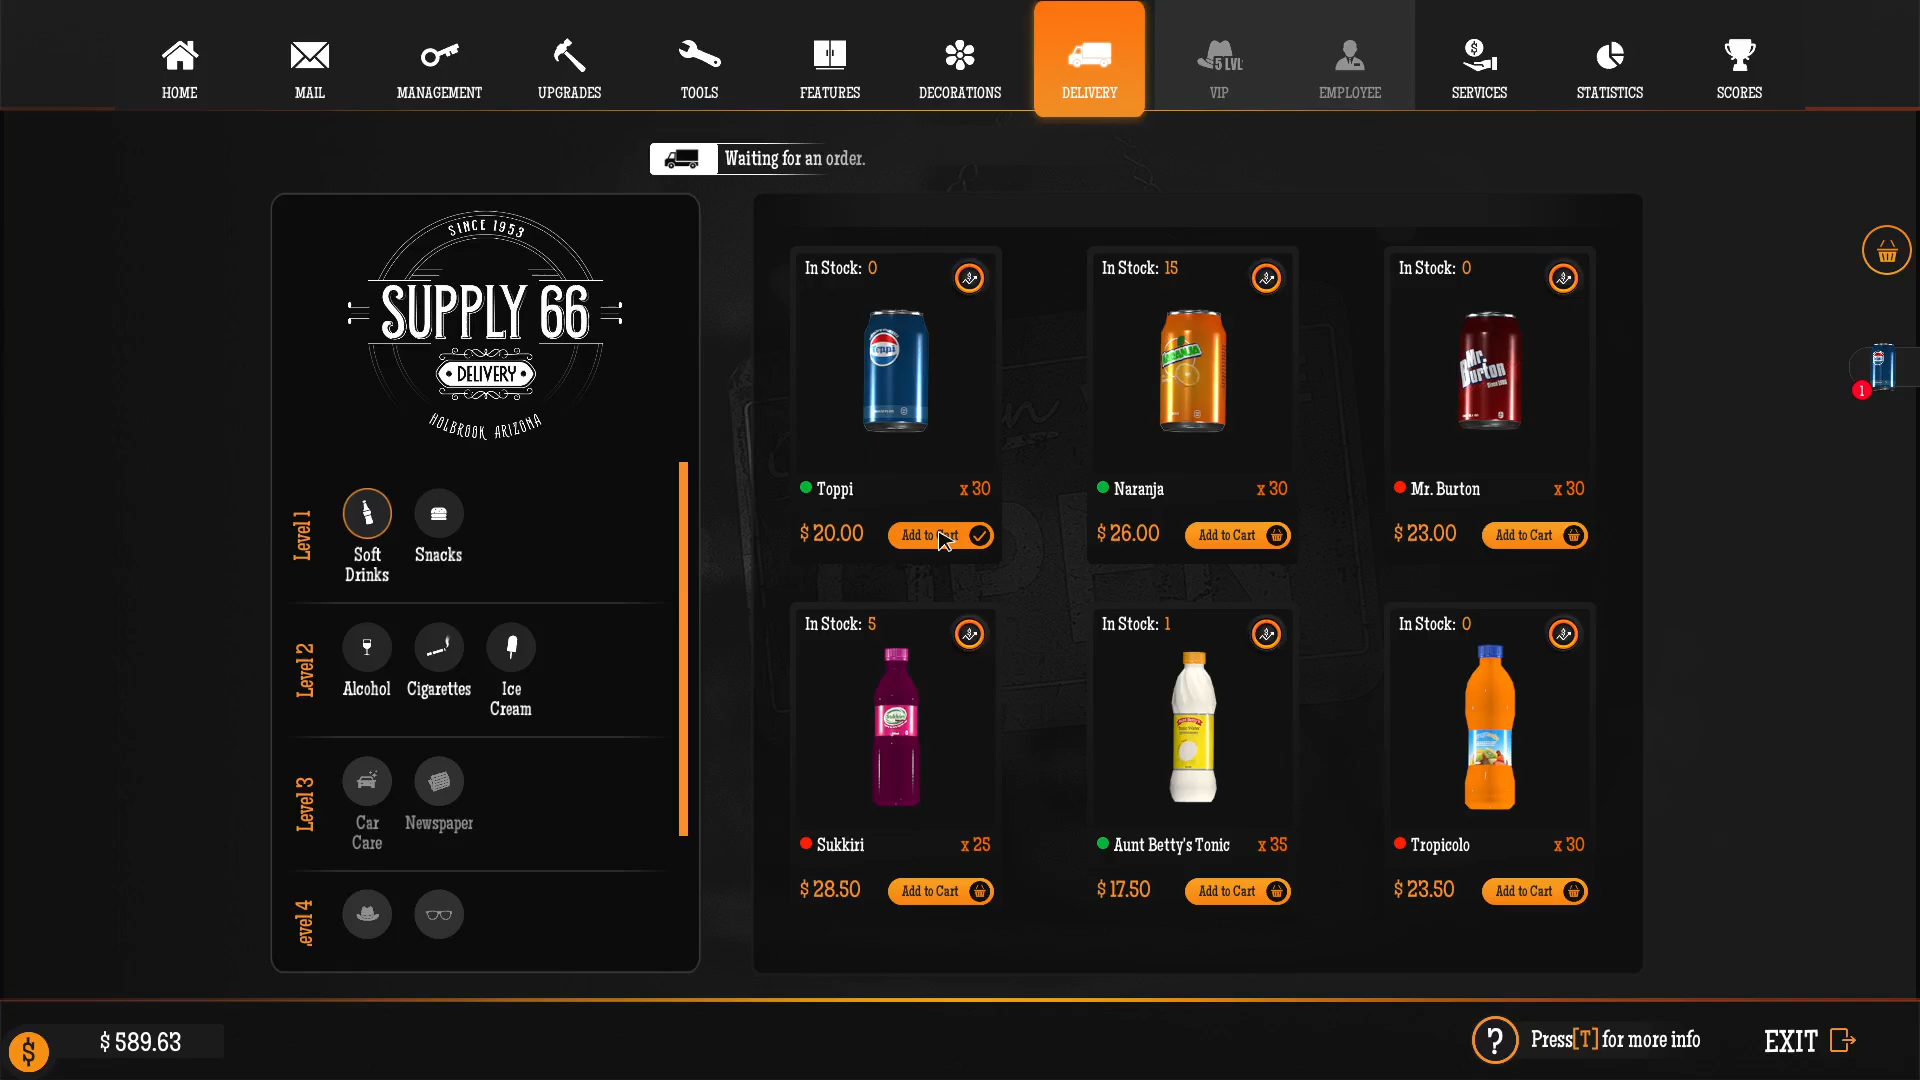 HOME
MAIL
MANAGEMENT
UPGRADES
TOOLS
FEATURES
DECORATIONS
DELIVERY
5 LVL
VIP
EMPLOYEE
SERVICES
STATISTICS
SCORES
Waiting for an order.
SINCE 1953
SUPPLY 66
DELIVERY
HOLBROOK ARIZONA
Level 1
Soft
Drinks
Snacks
Level 2
Alcohol
Cigarettes
Ice
Cream
Level 3
Car
Care
Newspaper
evel 4
In Stock: 0
Toppi
Toppi
x 30
$ 20.00
Add to Cart
In Stock: 15
NARANJA
Naranja
x 30
$ 26.00
Add to Cart
In Stock: 0
Mr.
Burton
Mr. Burton
x 30
$ 23.00
Add to Cart
In Stock: 5
Sukkiri
Sukkiri
x 25
$ 28.50
Add to Cart
In Stock: 1
Aunt Betty's Tonic
x 35
$ 17.50
Add to Cart
In Stock: 0
Tropicolo
x 30
$ 23.50
Add to Cart
1
$ 589.63
? Press [T] for more info
EXIT